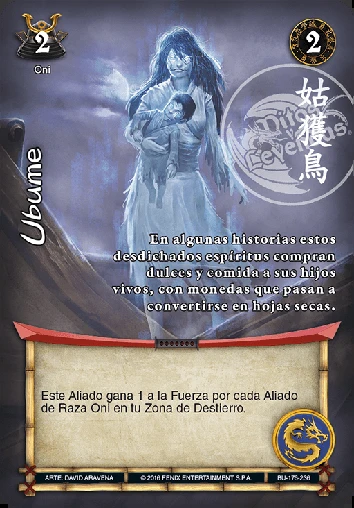 2
Oni
2
姑獲鳥
Ubume
En algunas historias estos
desdichados espíritus compran
dulces y comida a sus hijos
vivos, con monedas que pasan a
convertirse en hojas secas.
Este Aliado gana 1 a la Fuerza por cada Aliado
de Raza Oni en tu Zona de Destierro.
ARTE: DAVID ARAVENA
© 2016 FENIX ENTERTAINMENT S.P.A.